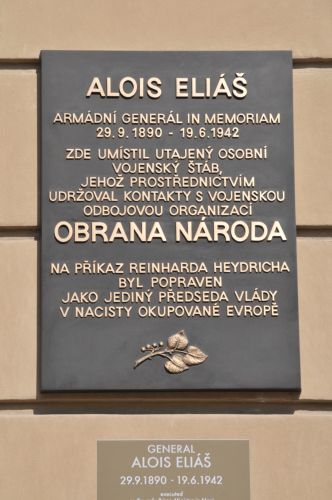 ALOIS ELIÁŠ
ARMÁDNÍ GENERÁL IN MEMORIAM
29. 9. 1890 - 19. 6. 1942
ZDE UMÍSTIL UTAJENÝ OSOBNÍ
VOJENSKÝ ŠTÁB,
JEHOŽ PROSTŘEDNICTVÍM
UDRŽOVAL KONTAKTY S VOJENSKOU
ODBOJOVOU ORGANIZACÍ
OBRANA NÁRODA
NA PŘÍKAZ REINHARDA HEYDRICHA
BYL POPRAVEN
JAKO JEDINÝ PŘEDSEDA VLÁDY
V NACISTY OKUPOVANÉ EVROPĚ
GENERAL
ALOIS ELIÁŠ
29.9.1890 - 19.6.1942
executed